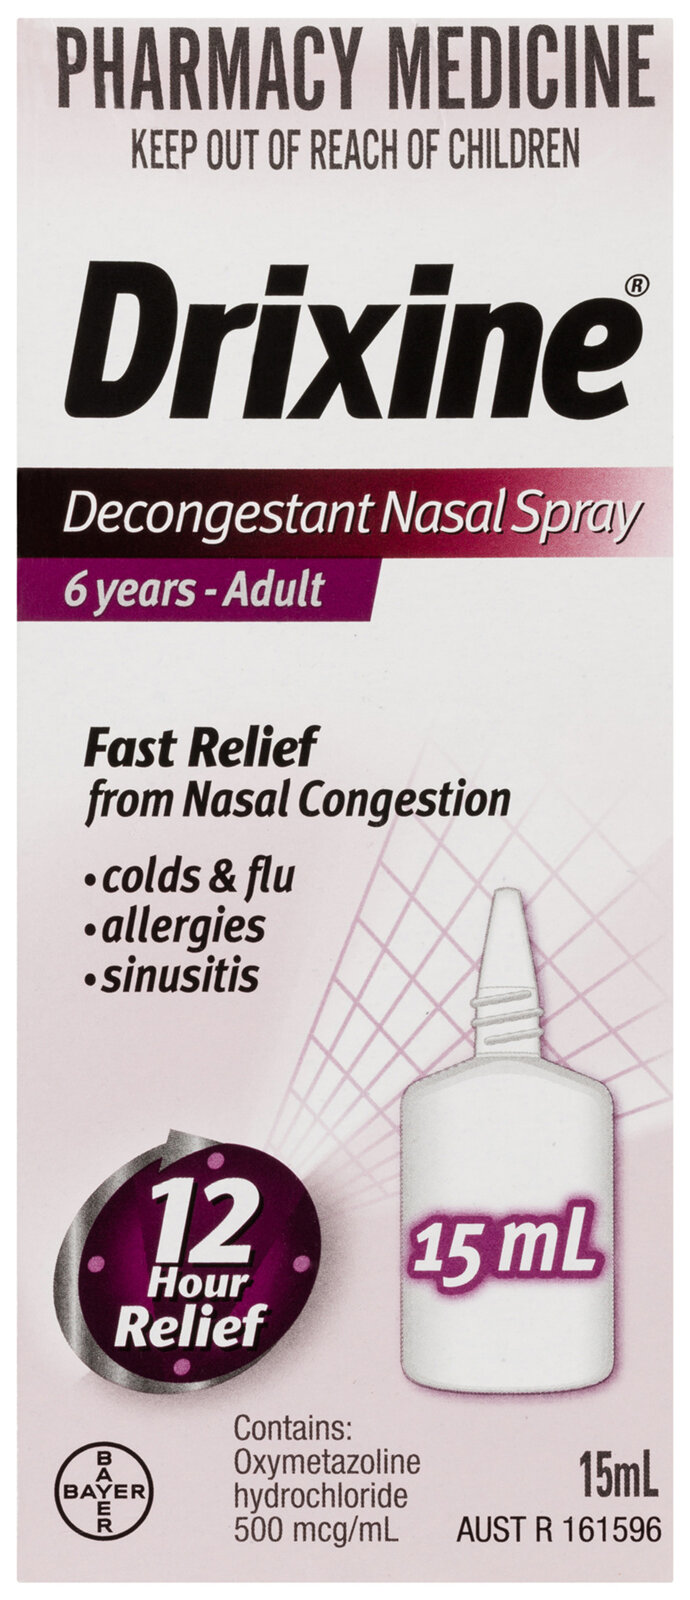 PHARMACY MEDICINE
KEEP OUT OF REACH OF CHILDREN
Drixine®
Decongestant Nasal Spray
6 years - Adult
Fast Relief
from Nasal Congestion
• colds & flu
• allergies
• sinusitis
12
Hour
Relief
15 mL
BAYER
BAYER
Contains:
Oxymetazoline
hydrochloride
500 mcg/mL
15mL
AUST R 161596